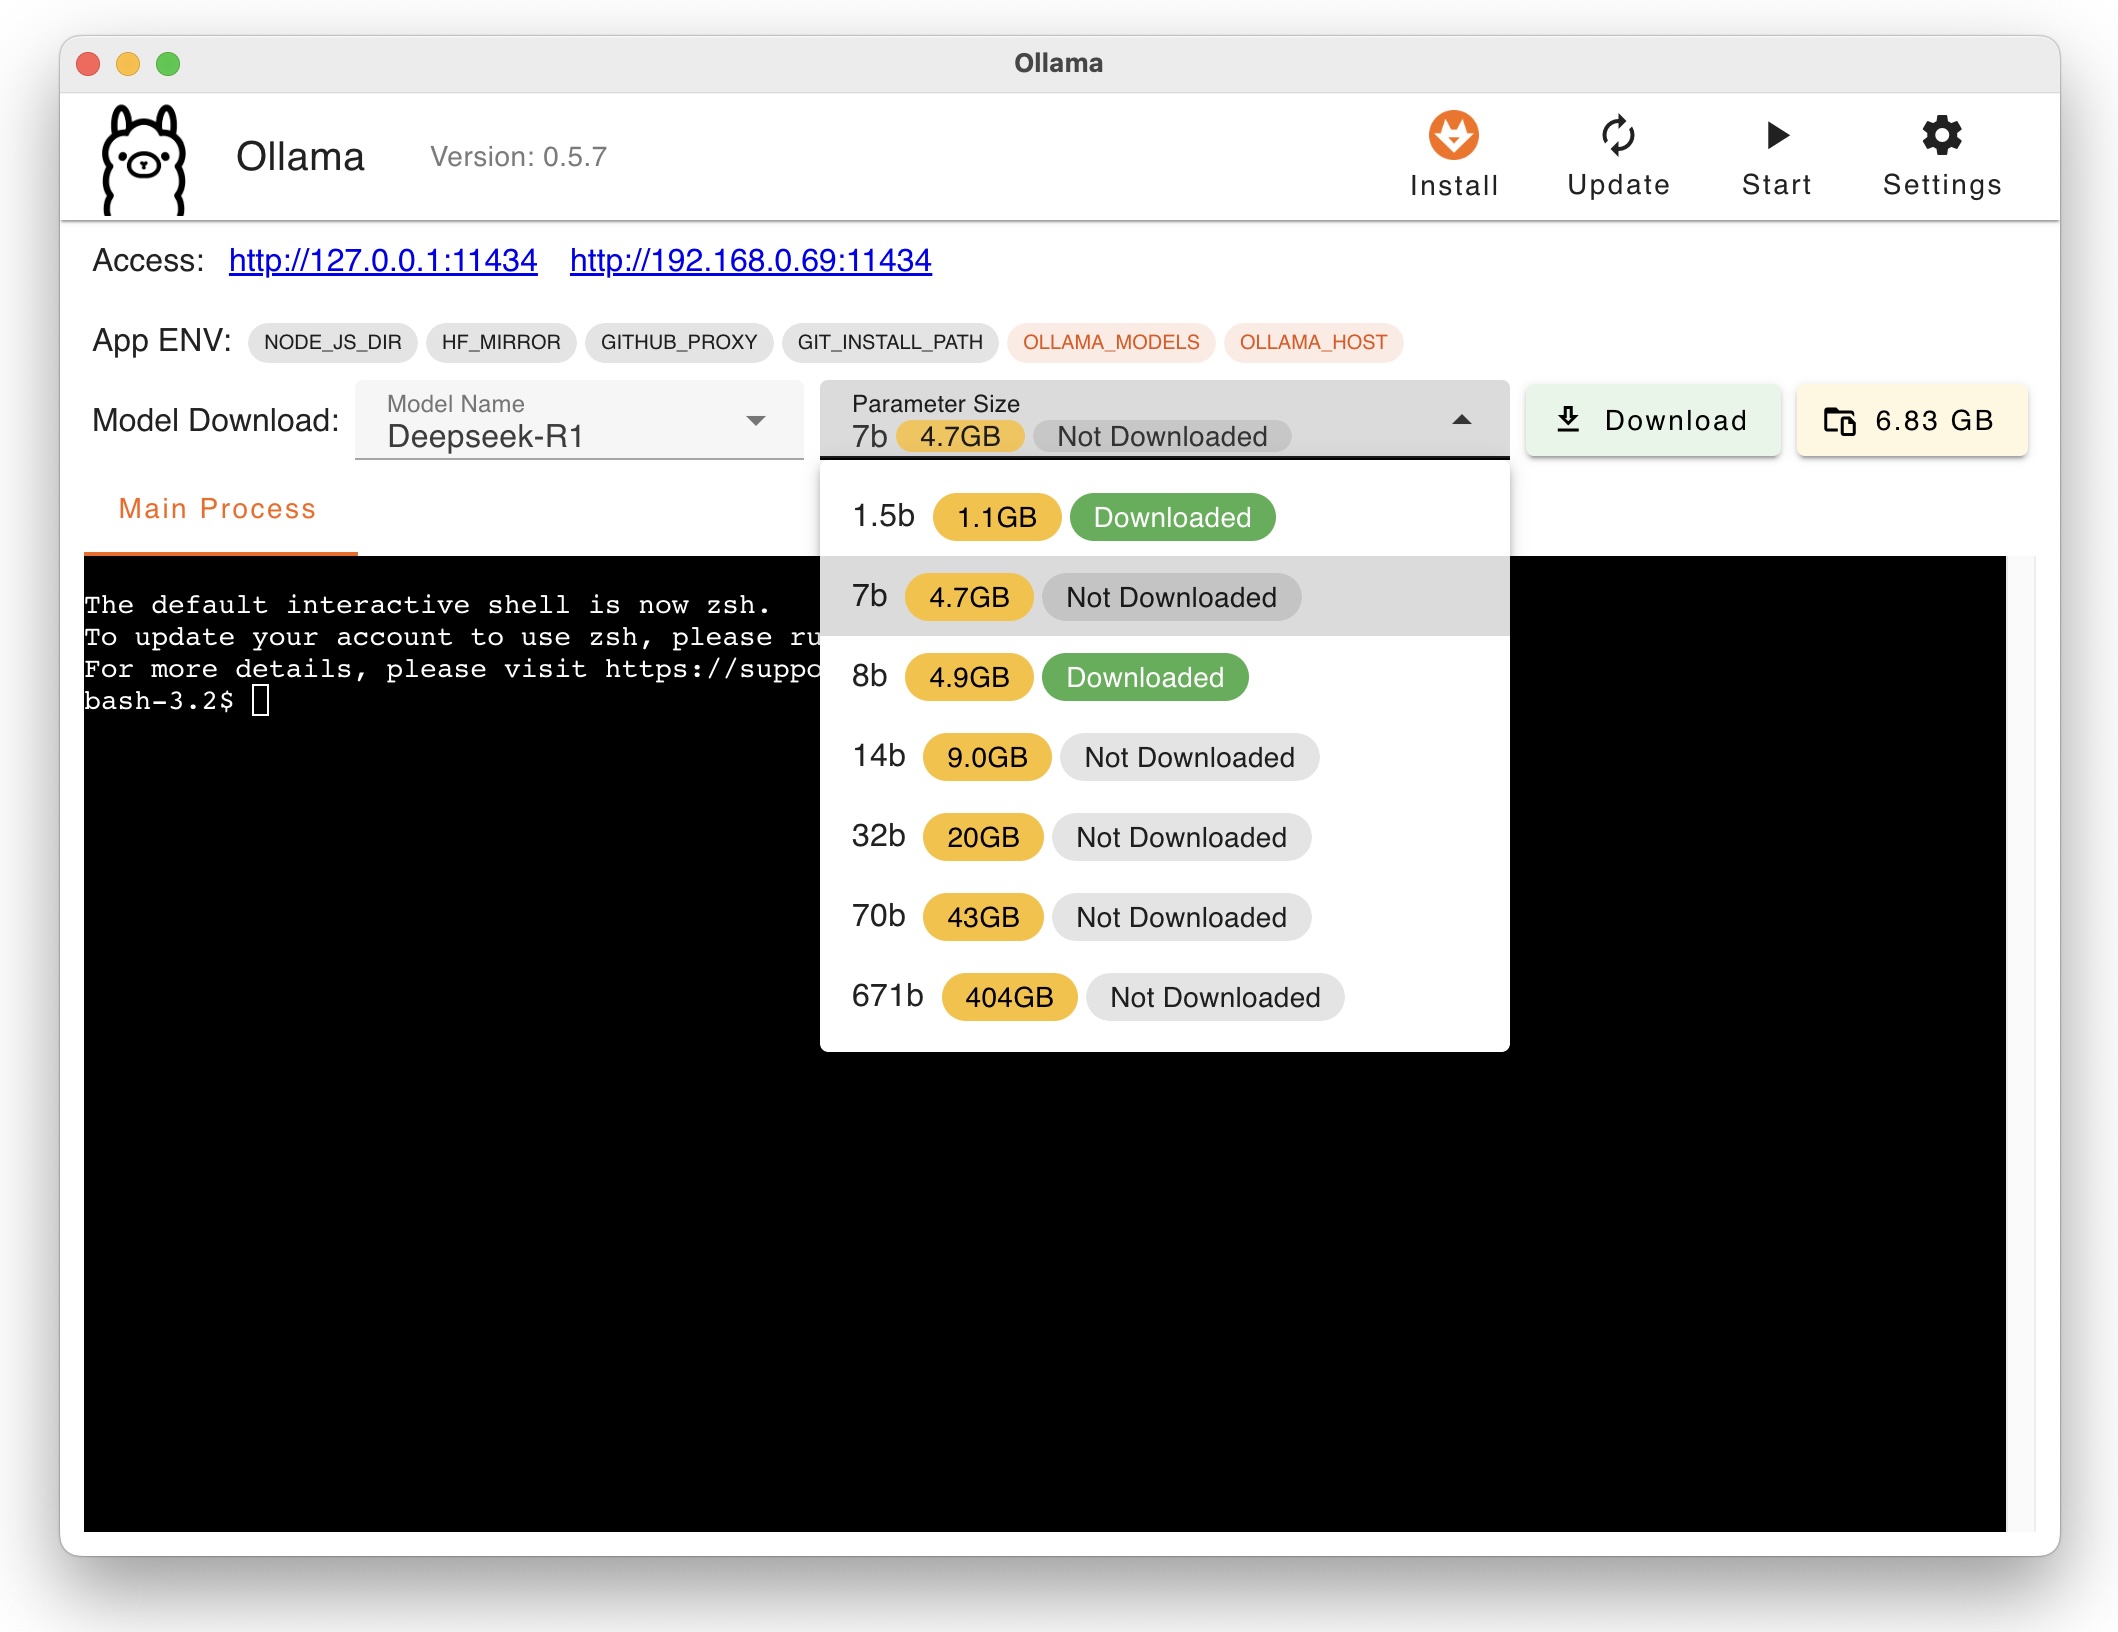 Ollama
Ollama
Version: 0.5.7
Install
Update
Start
Settings
Access: http://127.0.0.1:11434 http://192.168.0.69:11434
App ENV: NODE_JS_DIR HF_MIRROR GITHUB_PROXY GIT_INSTALL_PATH OLLAMA_MODELS OLLAMA_HOST
Model Download:
Model Name
Deepseek-R1
Parameter Size
7b 4.7GB Not Downloaded
Download
6.83 GB
1.5b 1.1GB Downloaded
7b 4.7GB Not Downloaded
8b 4.9GB Downloaded
14b 9.0GB Not Downloaded
32b 20GB Not Downloaded
70b 43GB Not Downloaded
671b 404GB Not Downloaded
Main Process
The default interactive shell is now zsh.
To update your account to use zsh, please ru
For more details, please visit https://suppo
bash-3.2$